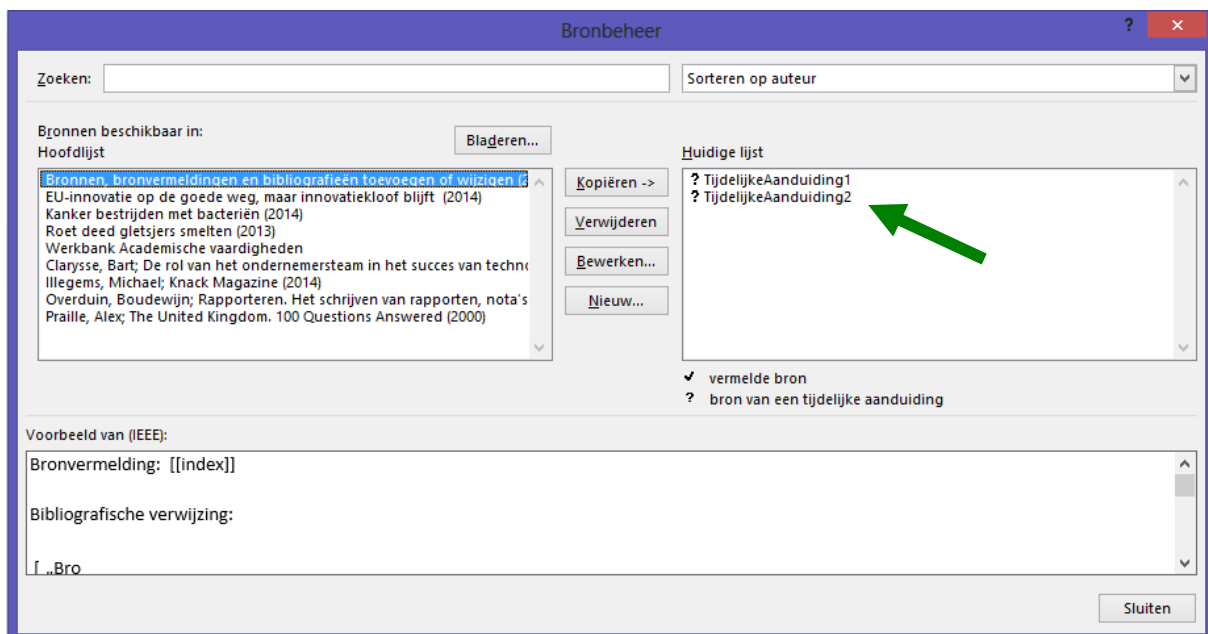 Bronbeheer
?
Zoeken:
Sorteren op auteur
Bronnen beschikbaar in:
Hoofdlijst
Bladeren...
Huidige lijst
Bronnen, bronvermeldingen en bibliografieën toevoegen of wijzigen (2
EU-innovatie op de goede weg, maar innovatiekloof blijft (2014)
Kanker bestrijden met bacteriën (2014)
Roet deed gletsjers smelten (2013)
Werkbank Academische vaardigheden
Clarysse, Bart; De rol van het ondernemersteam in het succes van techno
Illegems, Michael; Knack Magazine (2014)
Overduin, Boudewijn; Rapporteren. Het schrijven van rapporten, nota's
Praille, Alex; The United Kingdom. 100 Questions Answered (2000)
Kopiëren ->
Verwijderen
Bewerken...
Nieuw...
? TijdelijkeAanduiding1
? TijdelijkeAanduiding2
✓ vermelde bron
? bron van een tijdelijke aanduiding
Voorbeeld van (IEEE):
Bronvermelding: [[index]]
Bibliografische verwijzing:
[ „Bro
Sluiten